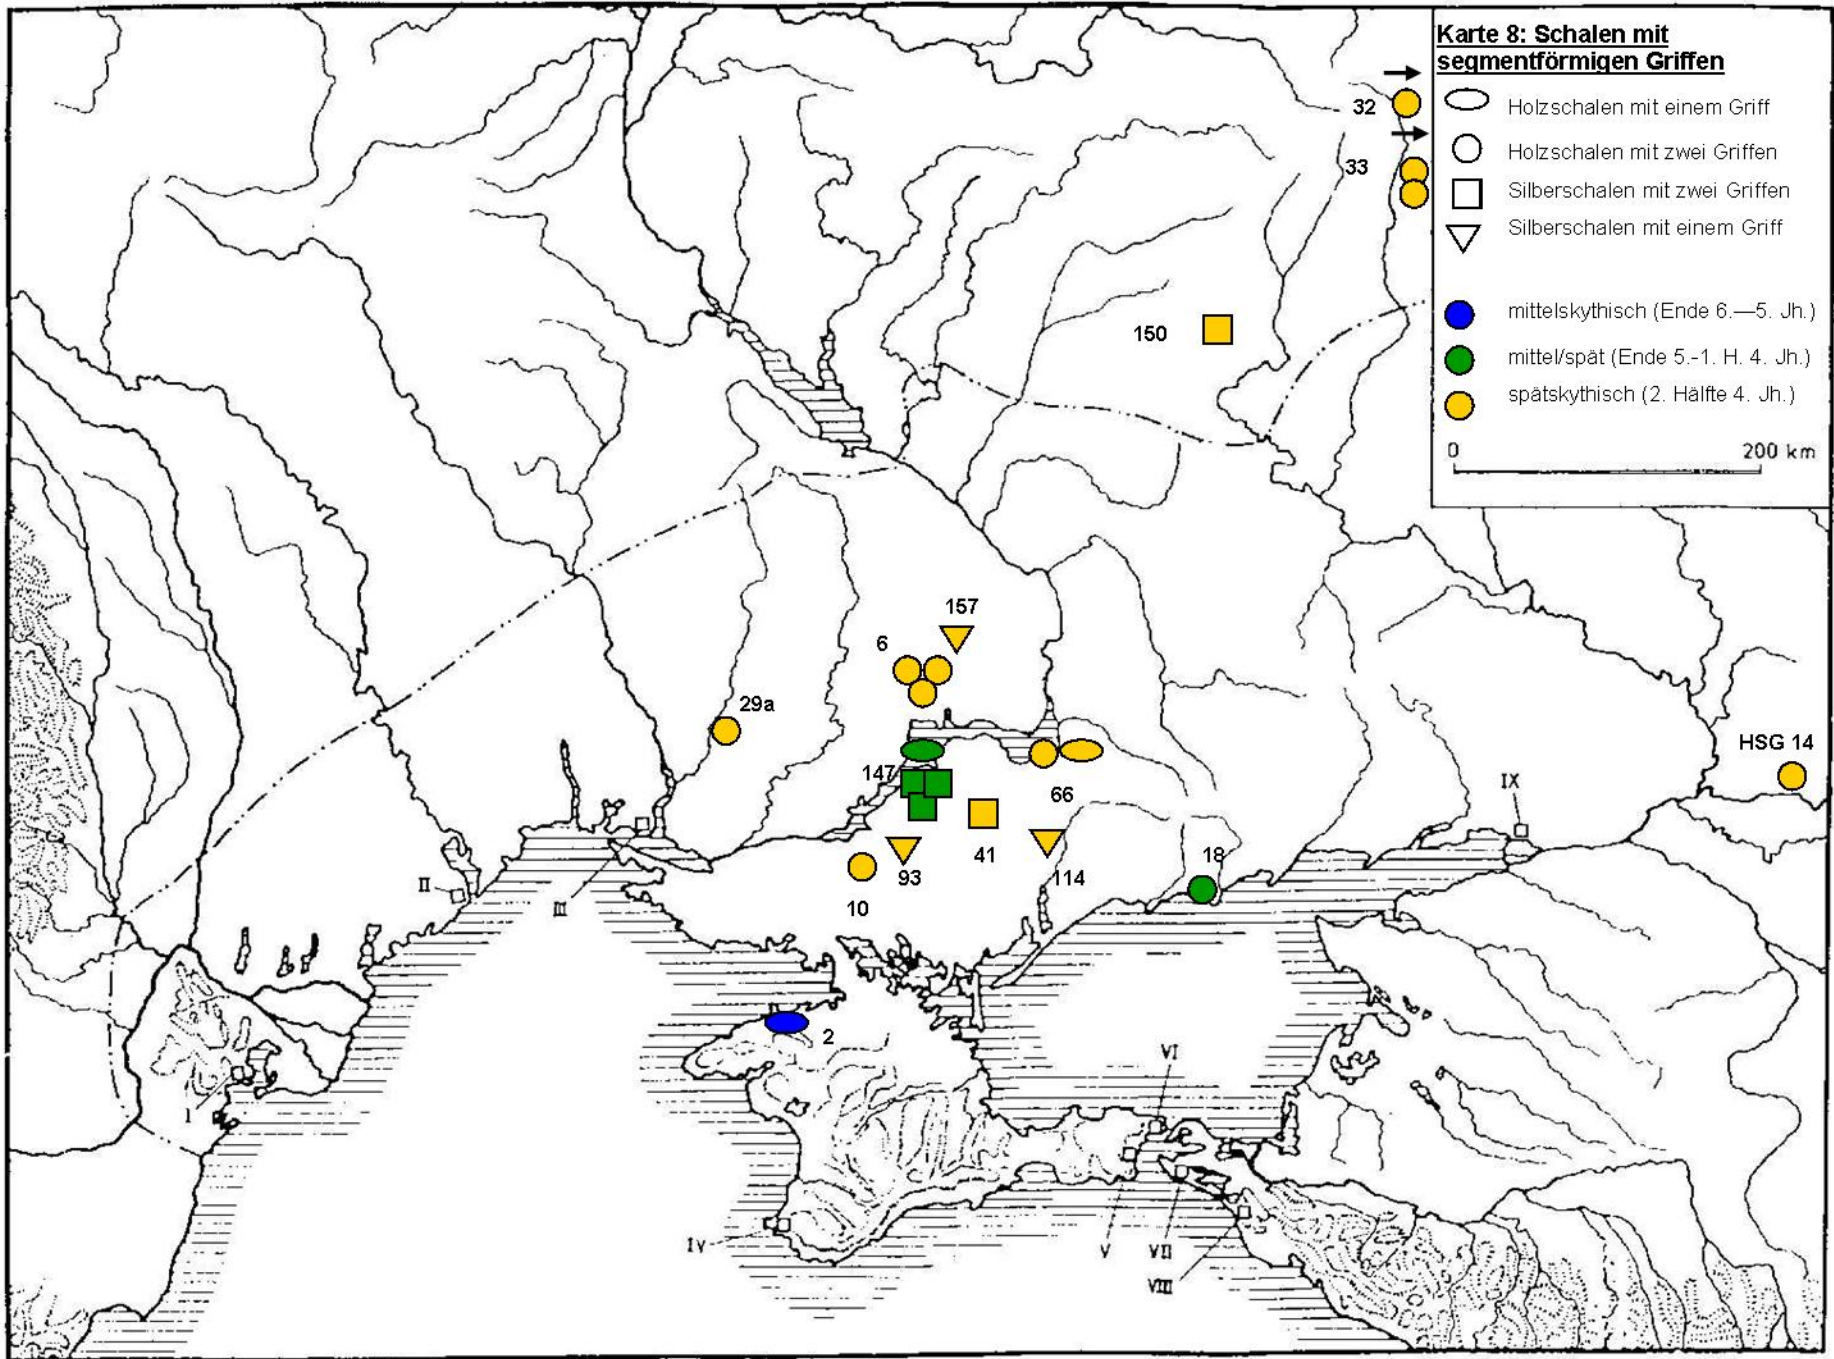 Karte 8: Schalen mit
segmentförmigen Griffen
Holzschalen mit einem Griff
Holzschalen mit zwei Griffen
Silberschalen mit zwei Griffen
Silberschalen mit einem Griff
mittelskythisch (Ende 6.—5. Jh.)
mittel/spät (Ende 5.-1. H. 4. Jh.)
spätskythisch (2. Hälfte 4. Jh.)
0 200 km
32
33
150
157
6
29a
HSG 14
147
66
IX
41
18
93
114
II
III
10
2
VI
I
IV
V
VII
VIII